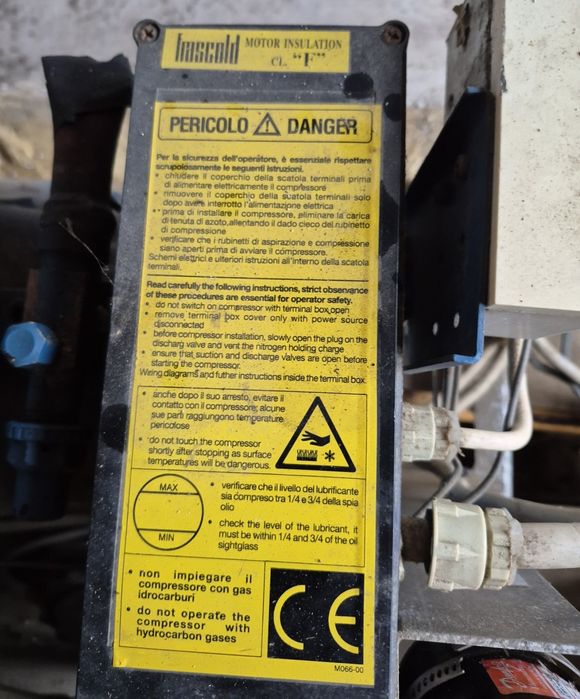 frascold MOTOR INSULATION
CL. "F"
PERICOLO DANGER
Per la sicurezza dell'operatore, è essenziale rispettare
scrupolosamente le seguenti istruzioni.
• chiudere il coperchio della scatola terminali prima
di alimentare elettricamente il compressore
• rimuovere il coperchio della scatola terminali solo
dopo avere interrotto l'alimentazione elettrica
• prima di installare il compressore, eliminare la carica
di tenuta di azoto, allentando il dado cieco del rubinetto
di compressione
• verificare che i rubinetti di aspirazione e compressione
siano aperti prima di avviare il compressore.
Schemi elettrici e ulteriori istruzioni all'interno della scatola
terminali.
Read carefully the following instructions, strict observance
of these procedures are essential for operator safety.
• do not switch on compressor with terminal box open
• remove terminal box cover only with power source
disconnected
• before compressor installation, slowly open the plug on the
discharg valve and vent the nitrogen holding charge
• ensure that suction and discharge valves are open before
starting the compressor.
Wiring diagrams and futher instructions inside the terminal box
• anche dopo il suo arresto, evitare il
contatto con il compressore; alcune
sue parti raggiungono temperature
pericolose
• do not touch the compressor
shortly after stopping as surface
temperatures will be dangerous.
MAX
MIN
• verificare che il livello del lubrificante
sia compreso tra 1/4 e 3/4 della spia
olio
• check the level of the lubricant, it
must be within 1/4 and 3/4 of the oil
sightglass
• non impiegare il
compressore con gas
idrocarburi
• do not operate the
compressor with
hydrocarbon gases
CE
M066-00